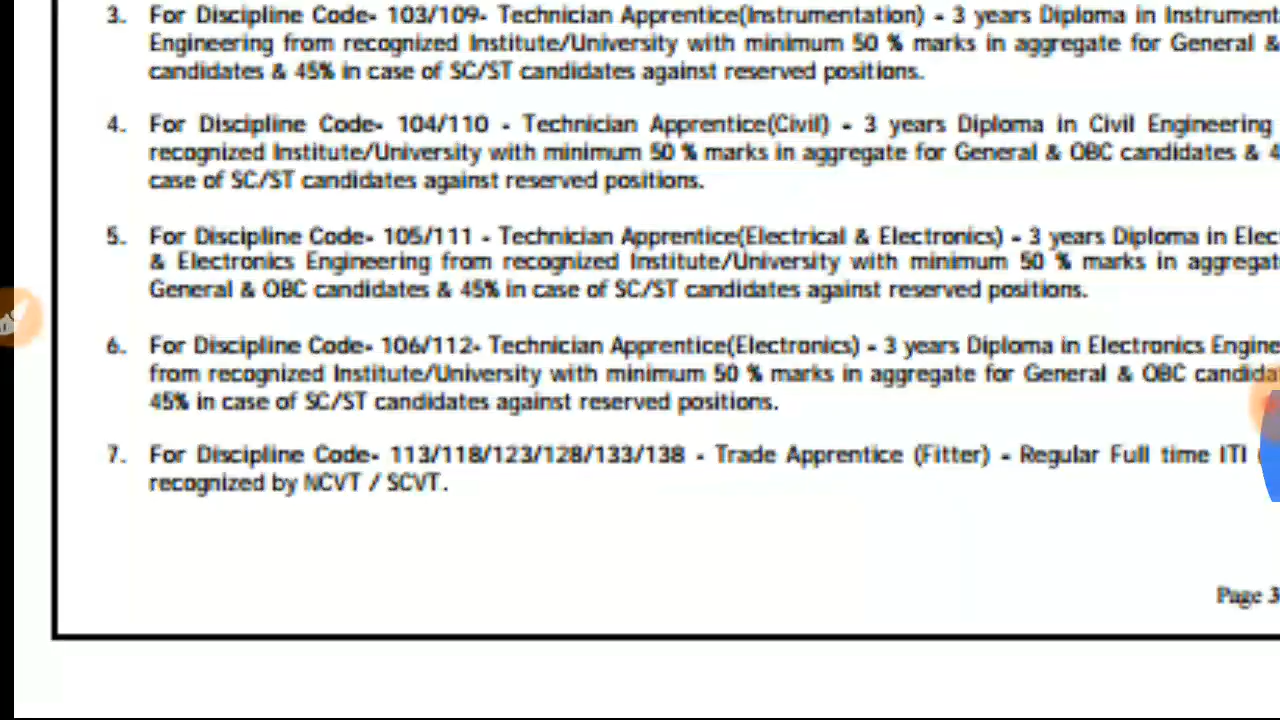 3. For Discipline Code- 103/109- Technician Apprentice(Instrumentation) - 3 years Diploma in
Engineering from recognized Institute/University with minimum 50 % marks in aggregate for General &
candidates & 45% in case of SC/ST candidates against reserved positions.
4. For Discipline Code- 104/110 - Technician Apprentice(Civil) - 3 years Diploma in Civil Engineering
recognized Institute/University with minimum 50 % marks in aggregate for General & OBC candidates &
case of SC/ST candidates against reserved positions.
5. For Discipline Code- 105/111 - Technician Apprentice(Electrical & Electronics) - 3 years Diploma in
& Electronics Engineering from recognized Institute/University with minimum 50 % marks in
General & OBC candidates & 45% in case of SC/ST candidates against reserved positions.
6. For Discipline Code- 106/112- Technician Apprentice(Electronics) - 3 years Diploma in Electronics
from recognized Institute/University with minimum 50 % marks in aggregate for General & OBC
45% in case of SC/ST candidates against reserved positions.
7. For Discipline Code- 113/118/123/128/133/138 - Trade Apprentice (Fitter) - Regular Full time ITI
recognized by NCVT / SCVT.
Page 3